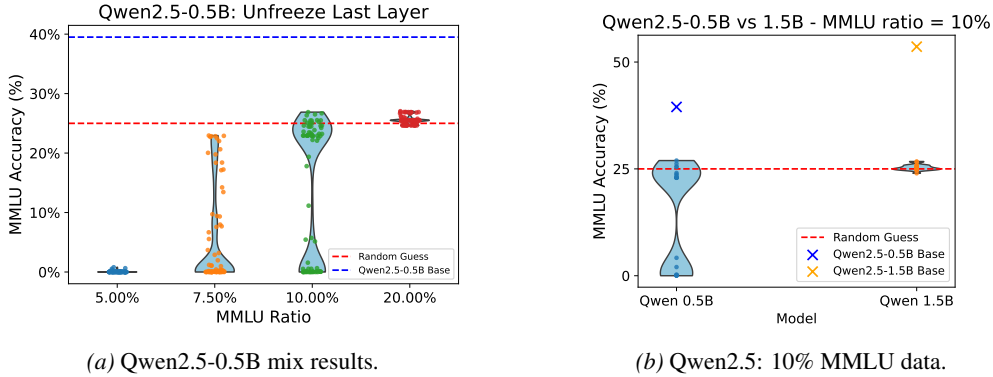 Qwen2.5-0.5B: Unfreeze Last Layer
40%
30%
20%
10%
0%
MMLU Accuracy (%)
Random Guess
Qwen2.5-0.5B Base
5.00%
7.50%
10.00%
20.00%
MMLU Ratio
(a) Qwen2.5-0.5B mix results.
Qwen2.5-0.5B vs 1.5B - MMLU ratio = 10%
50
25
0
MMLU Accuracy (%)
Random Guess
Qwen2.5-0.5B Base
Qwen2.5-1.5B Base
Qwen 0.5B
Qwen 1.5B
Model
(b) Qwen2.5: 10% MMLU data.